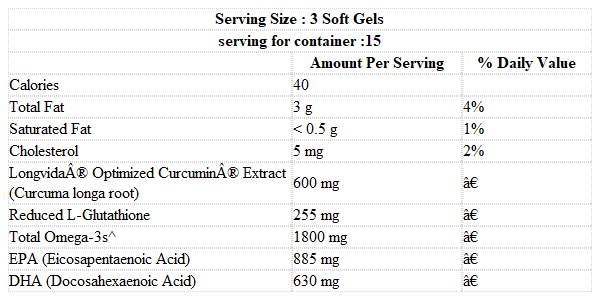 Serving Size : 3 Soft Gels
serving for container :15
Amount Per Serving % Daily Value
Calories 40
Total Fat 3 g 4%
Saturated Fat < 0.5 g 1%
Cholesterol 5 mg 2%
LongvidaÂ® Optimized CurcuminÂ® Extract
(Curcuma longa root) 600 mg â€
Reduced L-Glutathione 255 mg â€
Total Omega-3s^ 1800 mg â€
EPA (Eicosapentaenoic Acid) 885 mg â€
DHA (Docosahexaenoic Acid) 630 mg â€